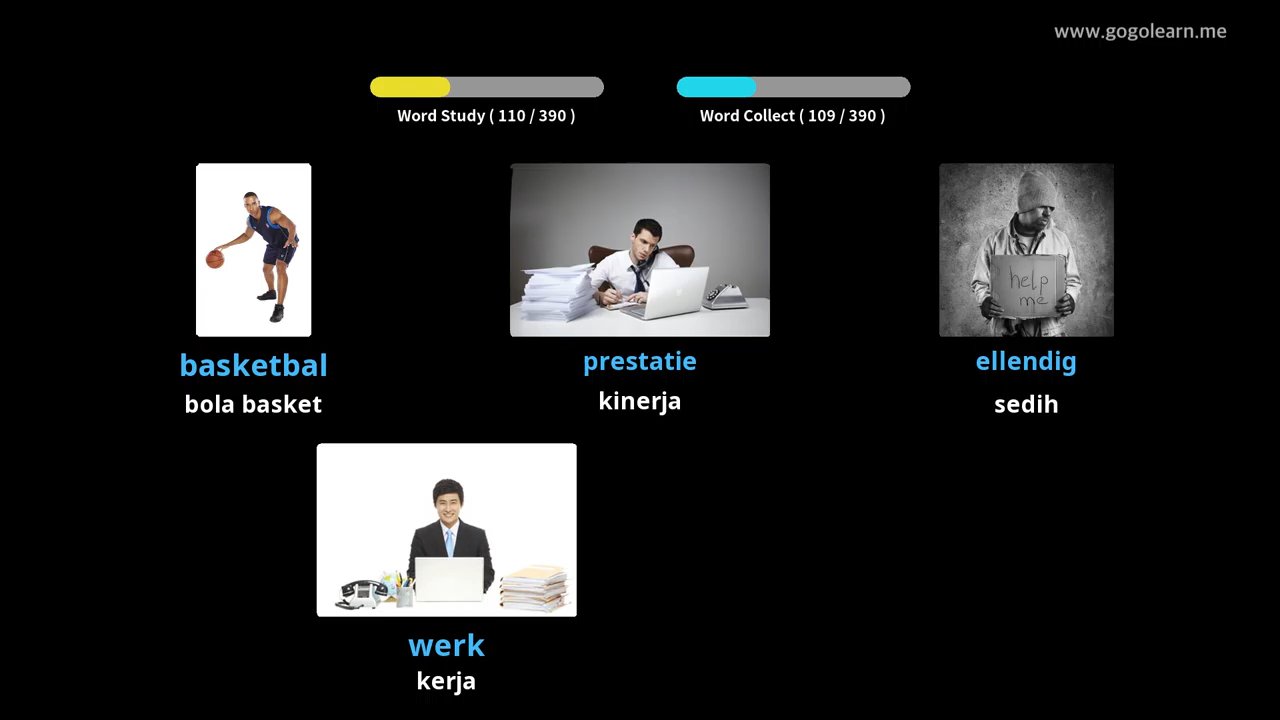 www.gogolearn.me
Word Study ( 110 / 390 )
Word Collect ( 109 / 390 )
help
me
basketbal
bola basket
prestatie
kinerja
ellendig
sedih
werk
kerja